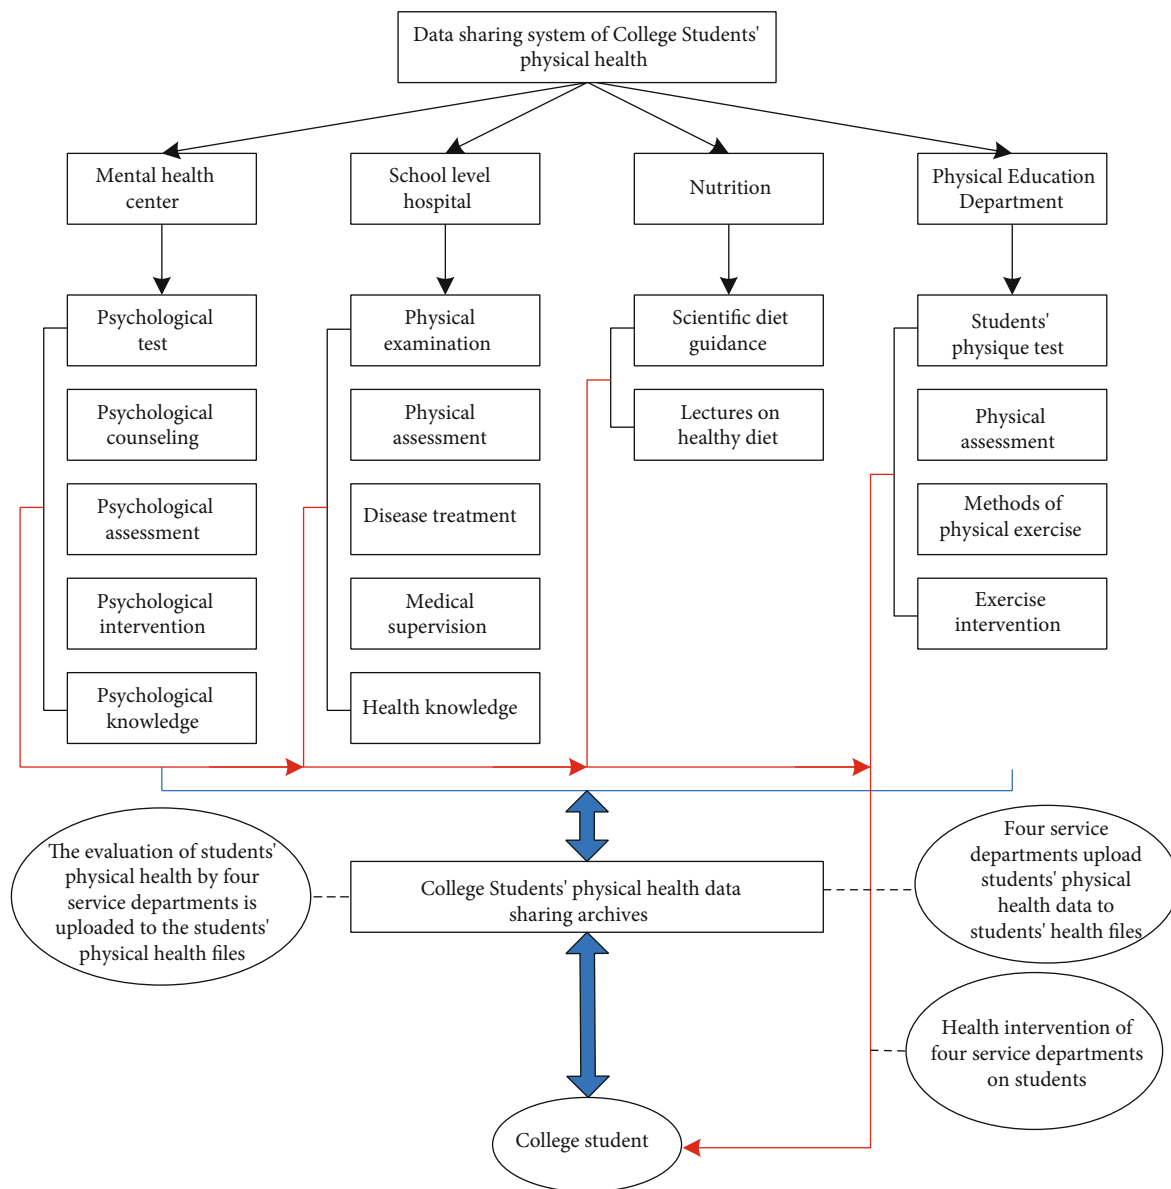 Data sharing system of College Students'
physical health
Mental health
center
School level
hospital
Nutrition
Physical Education
Department
Psychological
test
Physical
examination
Scientific diet
guidance
Students'
physique test
Psychological
counseling
Physical
assessment
Lectures on
healthy diet
Physical
assessment
Psychological
assessment
Disease treatment
Methods of
physical exercise
Psychological
intervention
Medical
supervision
Exercise
intervention
Psychological
knowledge
Health knowledge
The evaluation of students'
physical health by four
service departments is
uploaded to the students'
physical health files
College Students' physical health data
sharing archives
Four service
departments upload
students' physical
health data to
students' health files
Health intervention of
four service departments
on students
College student